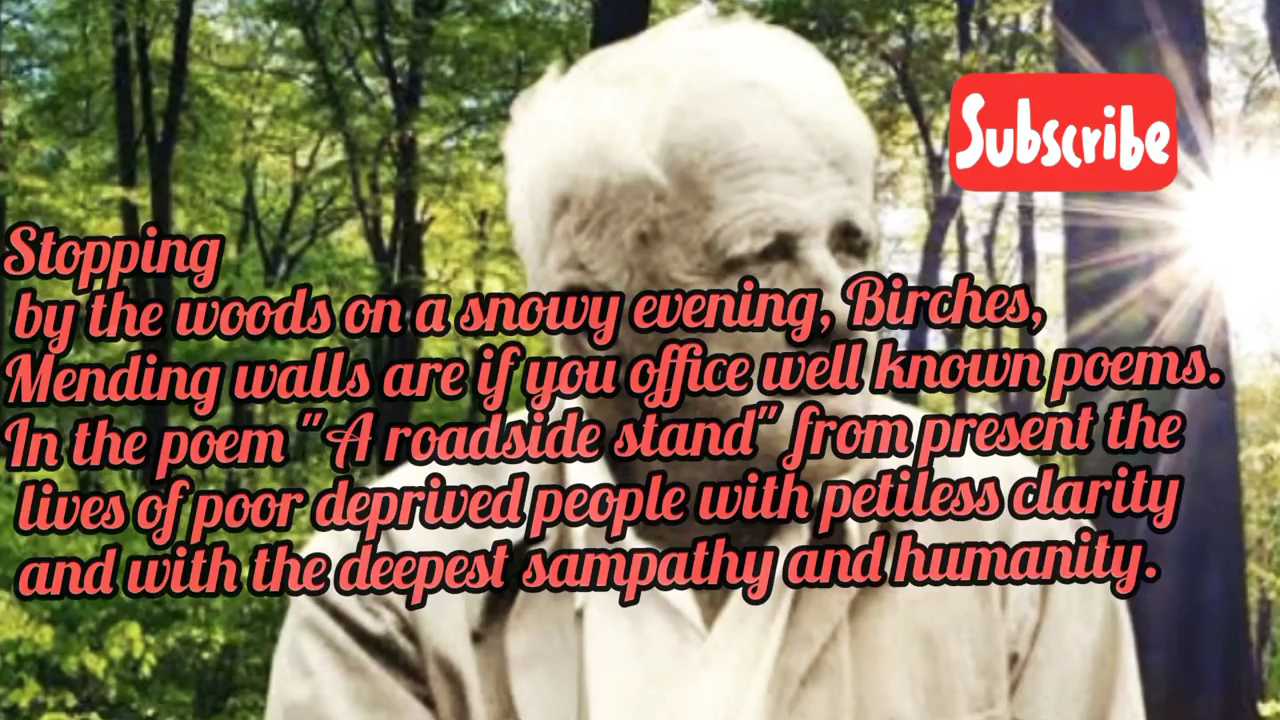 Subscribe
Stopping
by the woods on a snowy evening, Birches,
Mending walls are if you office well known poems.
In the poem "A roadside stand" from present the
lives of poor deprived people with petiless clarity
and with the deepest sampathy and humanity.